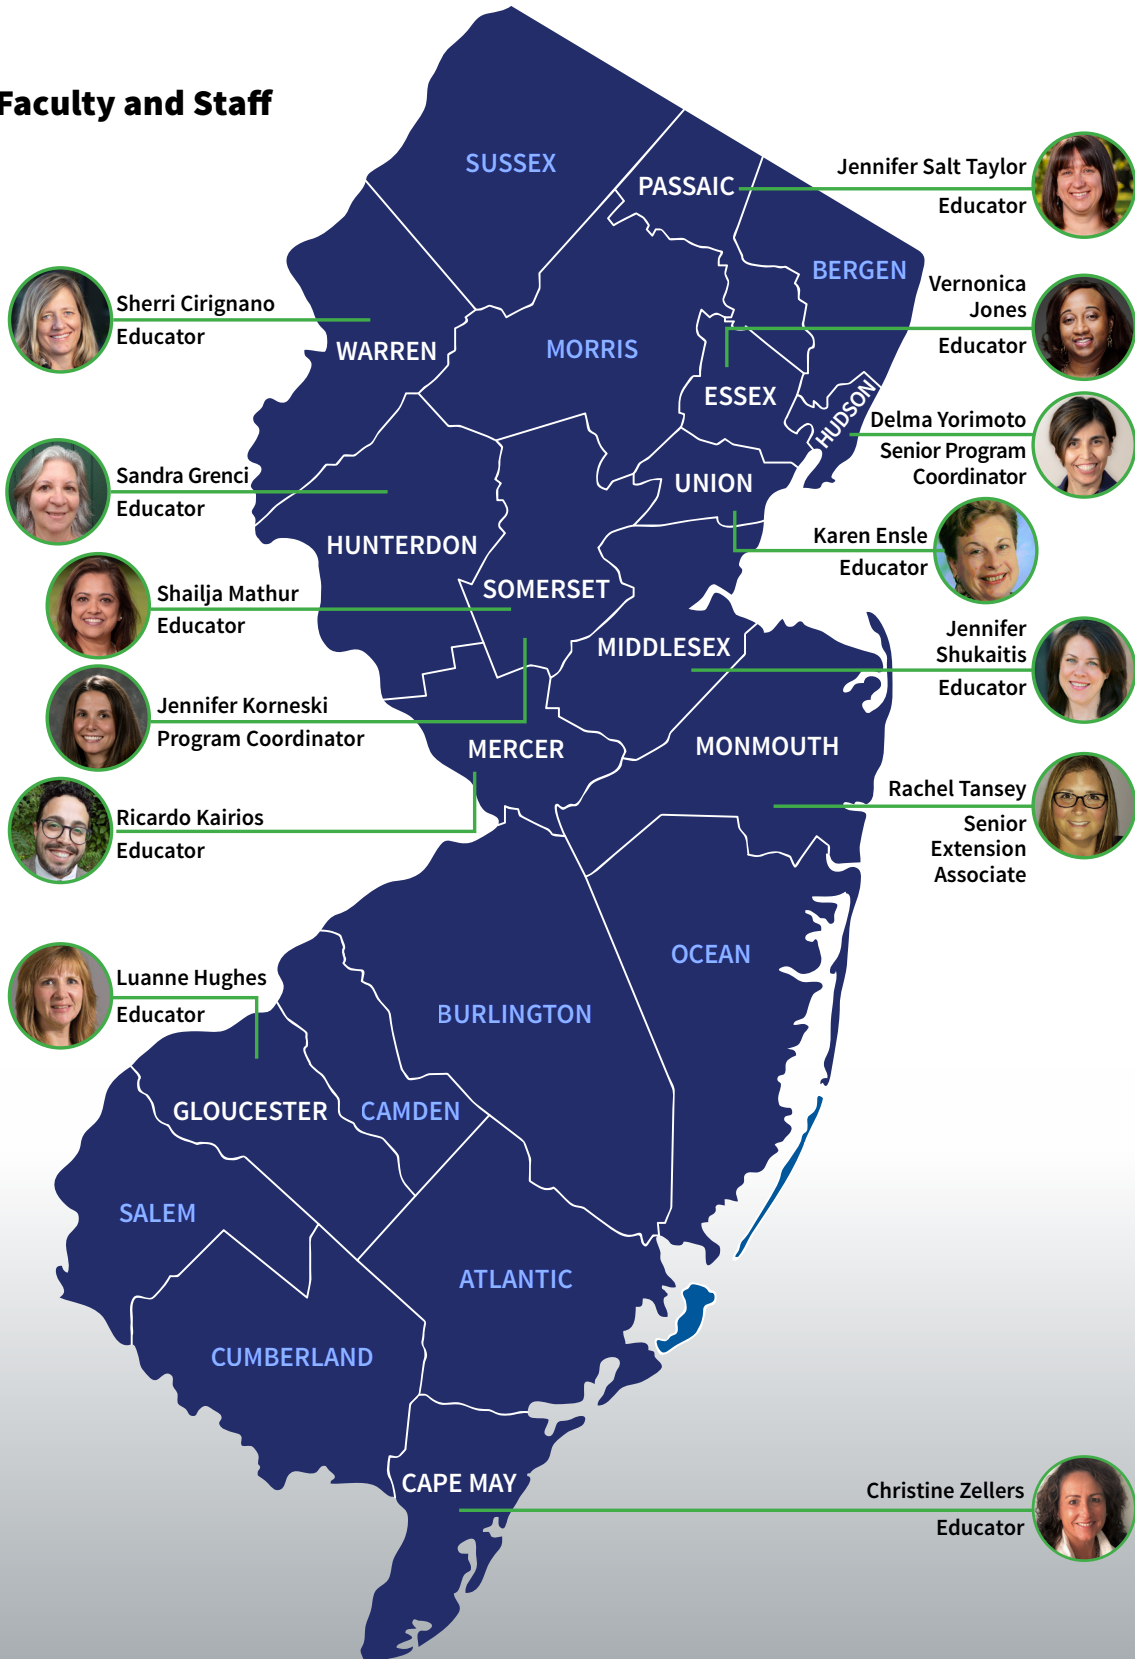 Faculty and Staff
SUSSEX
PASSAIC
Jennifer Salt Taylor
Educator
BERGEN
Vernonica
Jones
Educator
Sherri Cirignano
Educator
WARREN
MORRIS
ESSEX
HUDSON
Delma Yorimoto
Senior Program
Coordinator
Sandra Grenci
Educator
UNION
HUNTERDON
Karen Ensle
Educator
SOMERSET
Shailja Mathur
Educator
MIDDLESEX
Jennifer
Shukaitis
Educator
Jennifer Korneski
Program Coordinator
MERCER
MONMOUTH
Ricardo Kairios
Educator
Rachel Tansey
Senior
Extension
Associate
OCEAN
Luanne Hughes
Educator
BURLINGTON
GLOUCESTER
CAMDEN
SALEM
ATLANTIC
CUMBERLAND
CAPE MAY
Christine Zellers
Educator